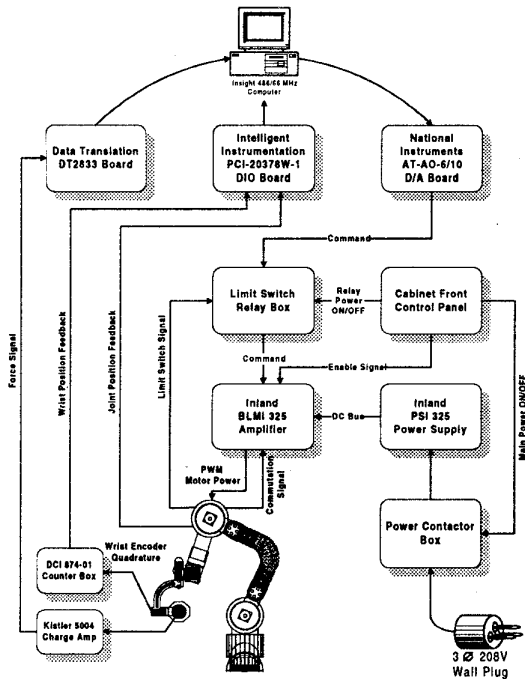 Insight 486/66 MHz
Computer
Data Translation
DT2833 Board
Intelligent
Instrumentation
PCI-20378W-1
DIO Board
National
Instruments
AT-AO-6/10
D/A Board
Command
Limit Switch
Relay Box
Relay
Power
ON/OFF
Cabinet Front
Control Panel
Force Signal
Wrist Position Feedback
Joint Position Feedback
Limit Switch Signal
Command
Enable Signal
Main Power ON/OFF
Inland
BLMI 325
Amplifier
DC Bus
Inland
PSI 325
Power Supply
PWM
Motor Power
Commutation
Signal
Power Contactor
Box
Wrist Encoder
Quadrature
DCI 874-01
Counter Box
Kistler 5004
Charge Amp
3 Ø 208V
Wall Plug